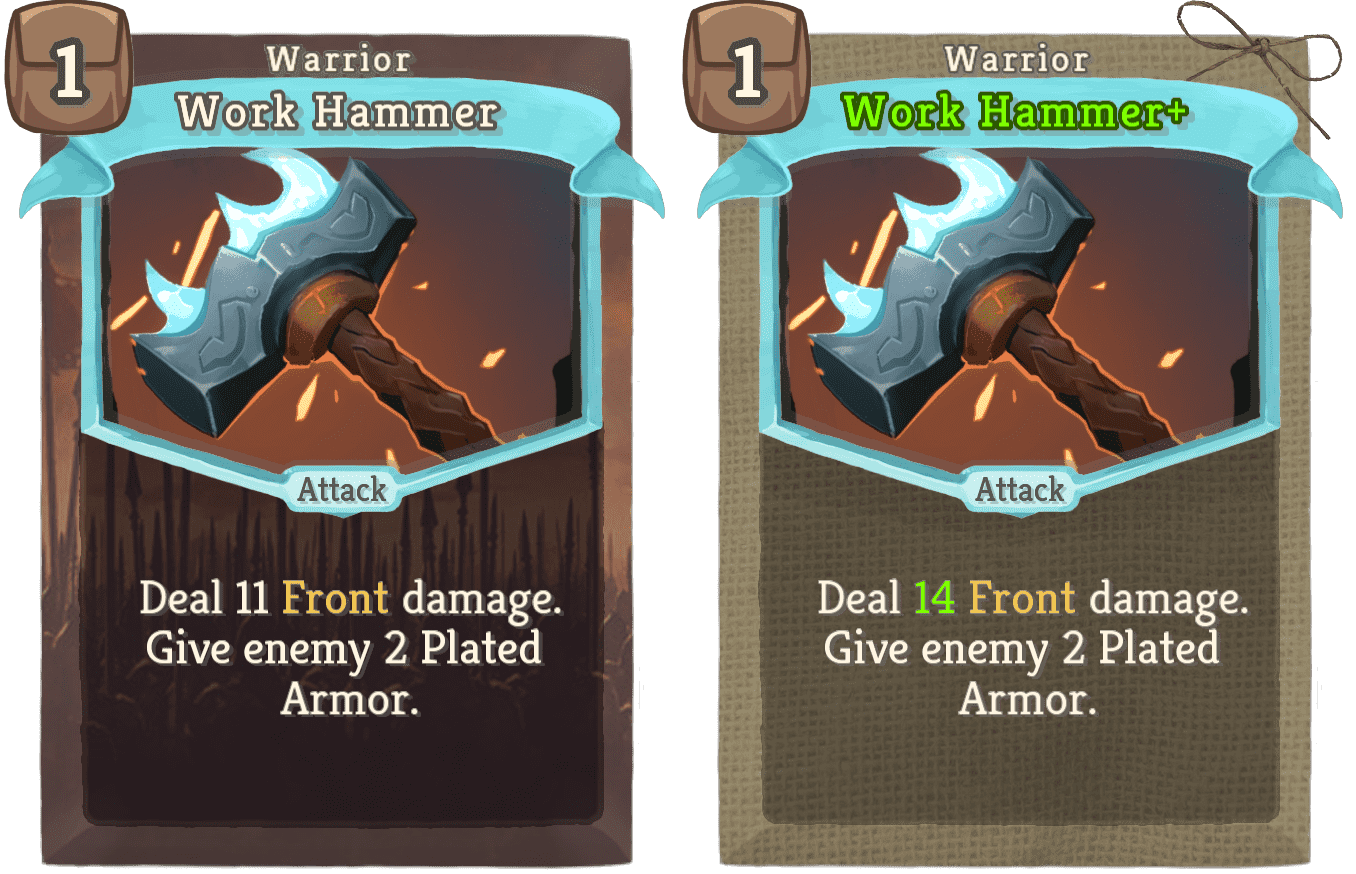 1
Warrior
Work Hammer
Attack
Deal 11 Front damage.
Give enemy 2 Plated
Armor.
1
Warrior
Work Hammer+
Attack
Deal 14 Front damage.
Give enemy 2 Plated
Armor.